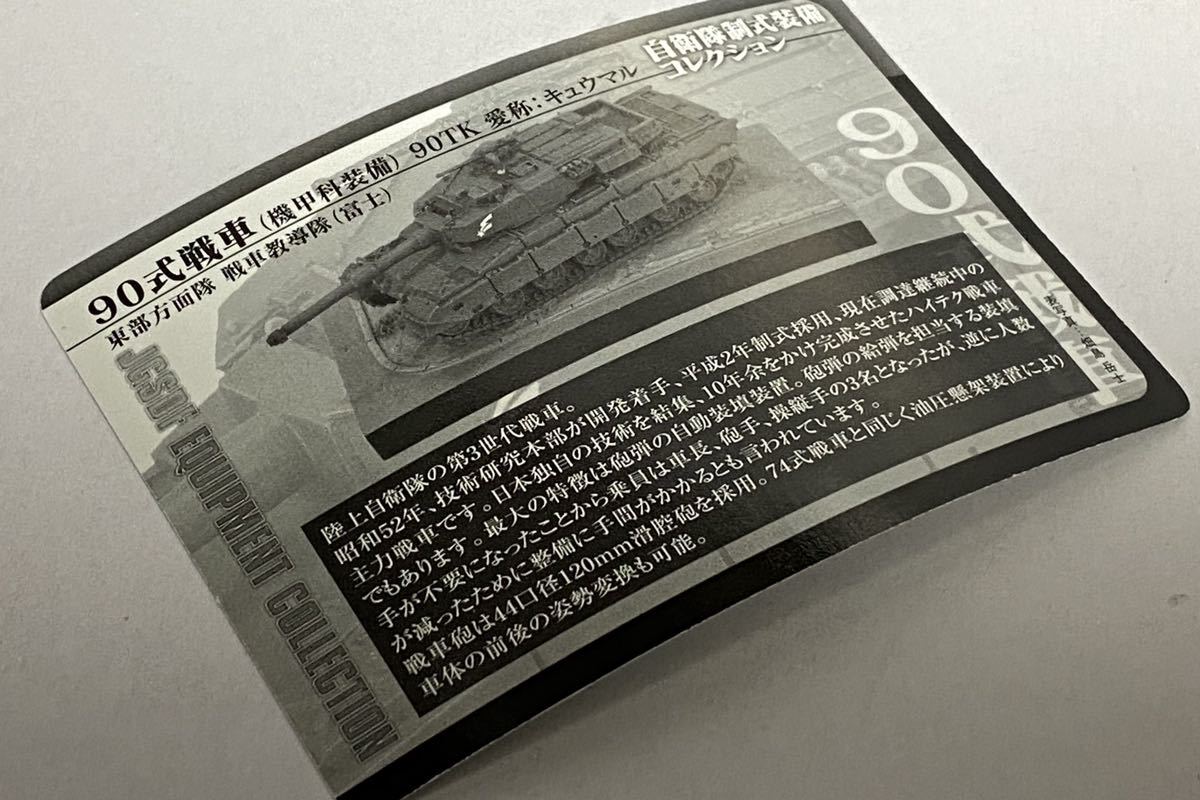 自衛隊制式装備
コレクション
90式戦車(機甲科装備) 90TK 愛称:キュウマル
東部方面隊 戦車教導隊(富士)
90
陸上自衛隊の第3世代戦車。
昭和52年、技術研究本部が開発着手、平成2年制式採用、現在調達継続中の
主力戦車です。日本独自の技術を結集、10年余をかけ完成させたハイテク戦車
でもあります。最大の特徴は砲弾の自動装填装置。砲弾の給弾を担当する装填
手が不要になったことから乗員は車長、砲手、操縦手の3名となったが、逆に人数
が減ったために整備に手間がかかるとも言われています。
戦車砲は44口径120mm滑腔砲を採用。74式戦車と同じく油圧懸架装置により
車体の前後の姿勢変換も可能。
JGSDF EQUIPMENT COLLECTION